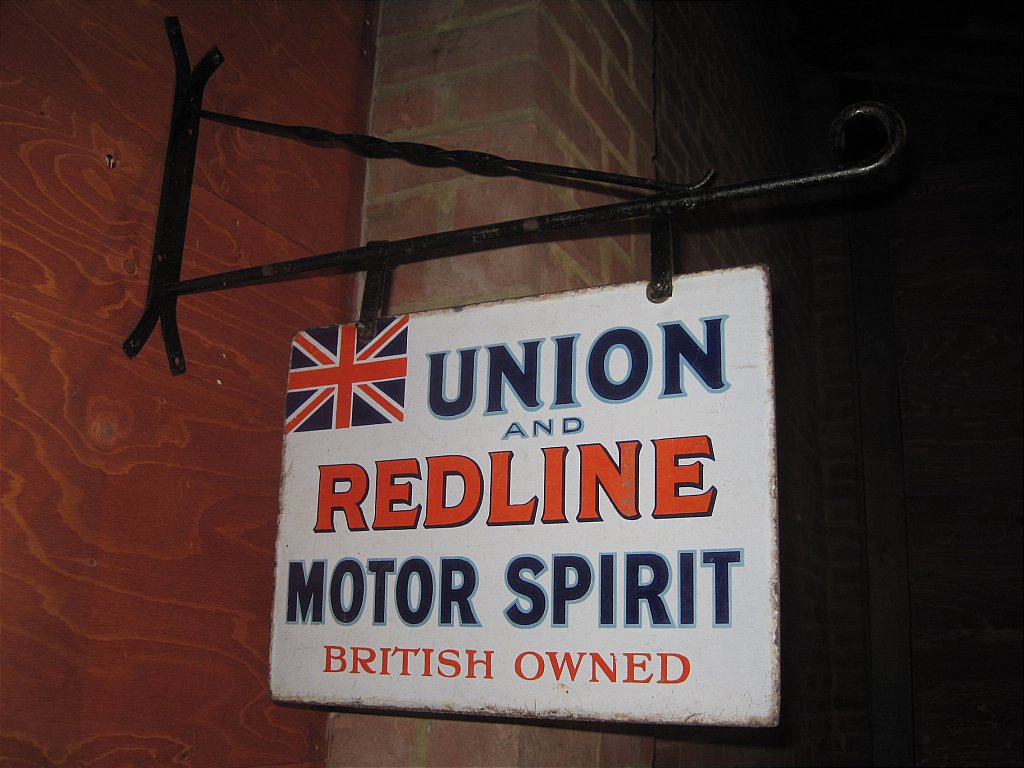 UNION
AND
REDLINE
MOTOR SPIRIT
BRITISH OWNED